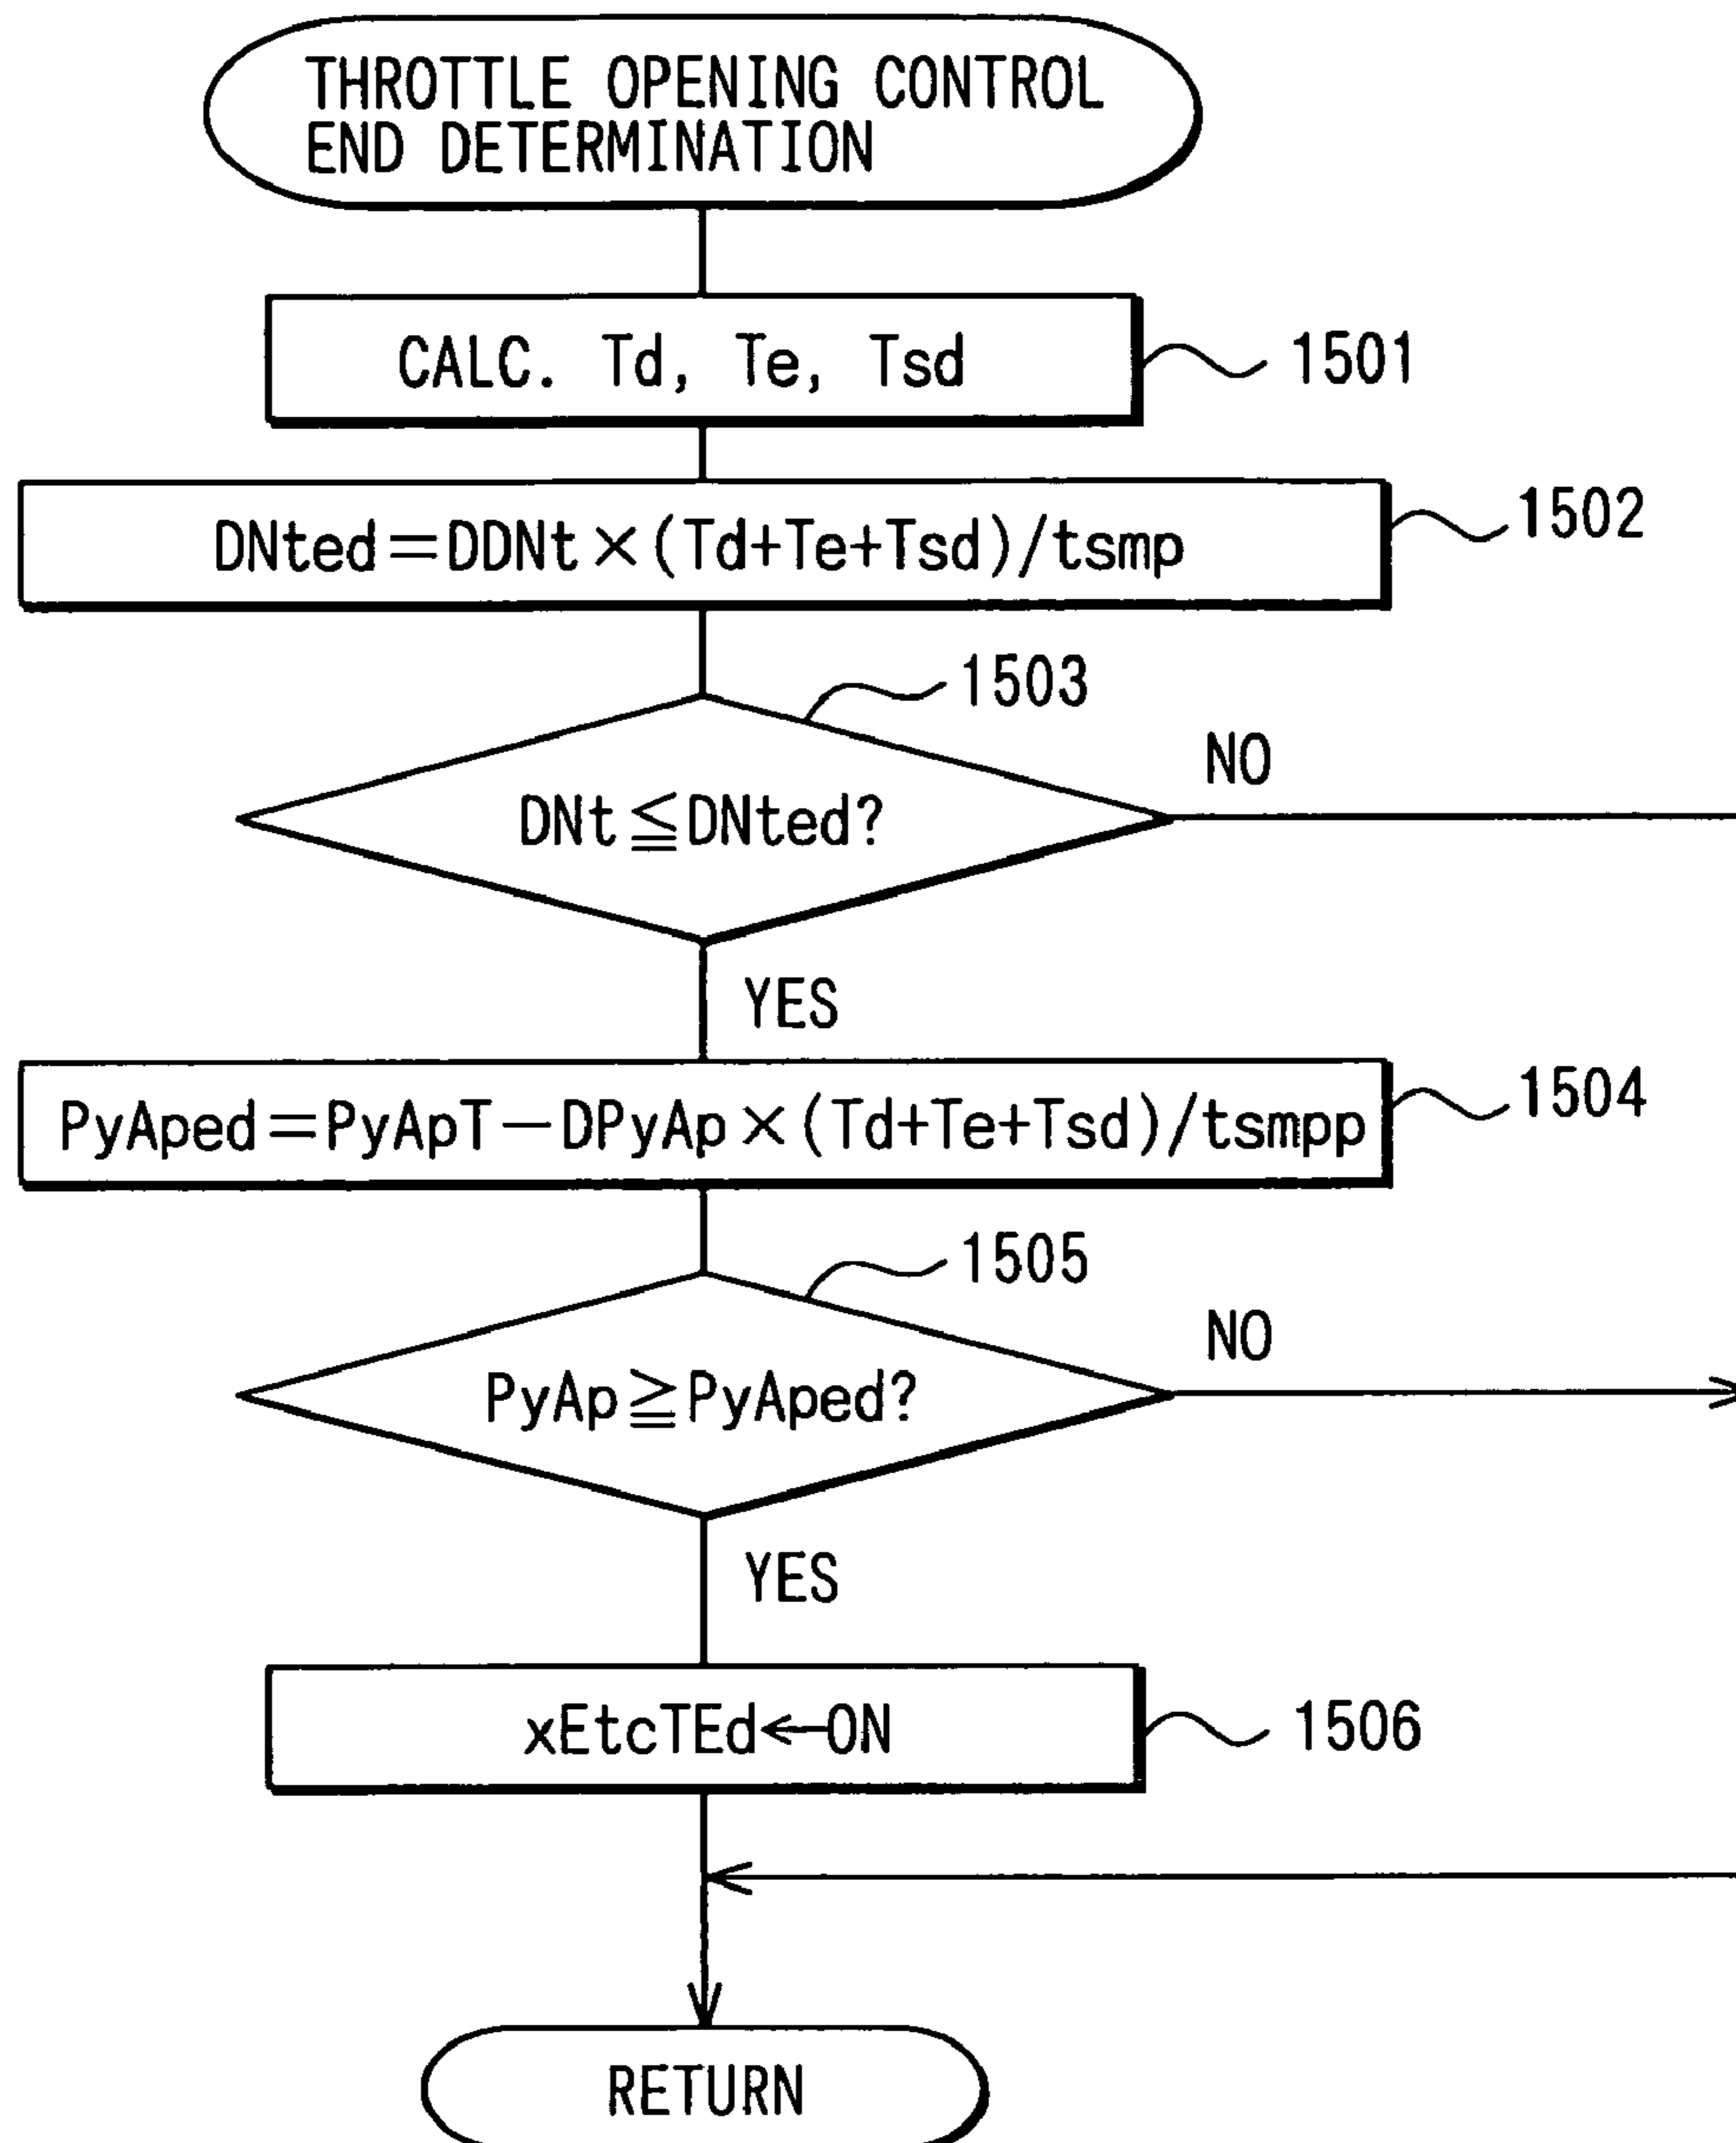 THROTTLE OPENING CONTROL
END DETERMINATION
CALC. Td, Te, Tsd
1501
DNted=DDNt×(Td+Te+Tsd)/tsmp
1502
1503
DNt≦DNted?
NO
YES
PyAped=PyApT−DPyAp×(Td+Te+Tsd)/tsmpp
1504
1505
PyAp≧PyAped?
NO
YES
xEtcTEd←ON
1506
RETURN